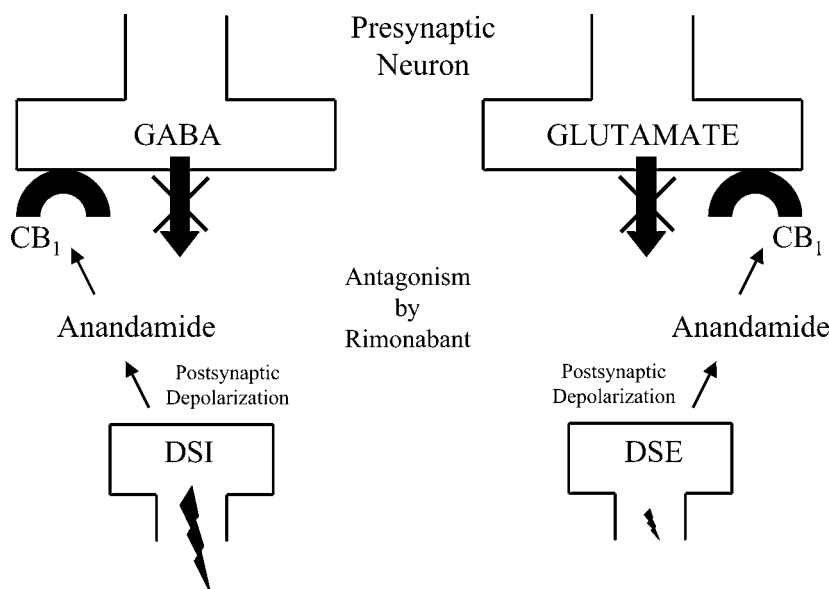 Presynaptic
Neuron
GABA
GLUTAMATE
CB₁
CB₁
Antagonism
by
Rimonabant
Anandamide
Anandamide
Postsynaptic
Depolarization
Postsynaptic
Depolarization
DSI
DSE